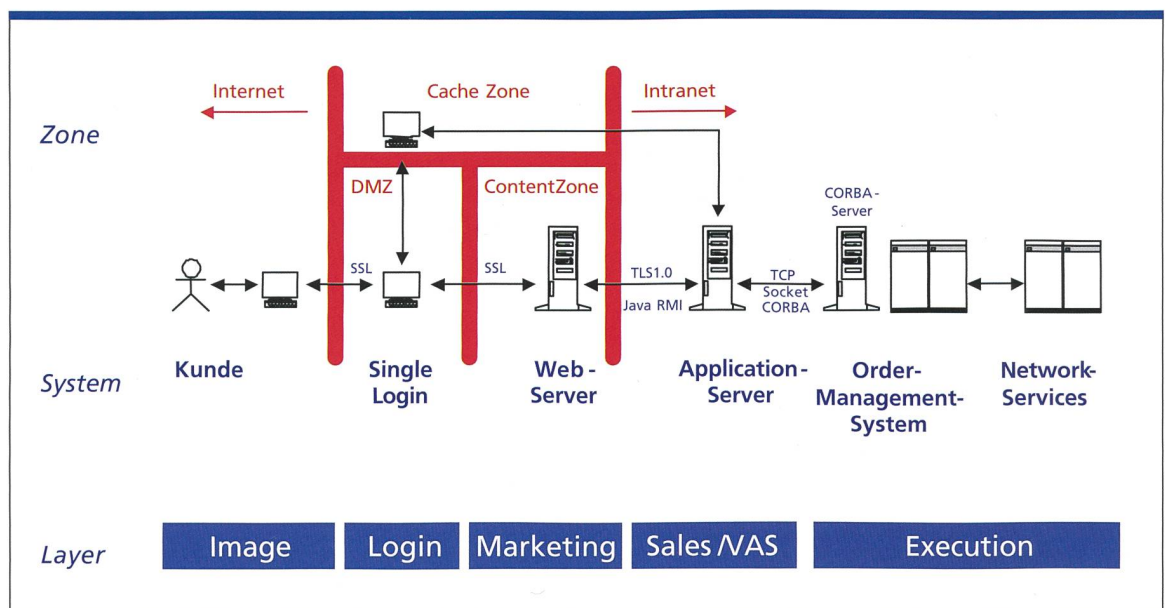 Internet
Cache Zone
Intranet
Zone
DMZ
ContentZone
CORBA-
Server
SSL
SSL
TLS1.0
Java RMI
TCP
Socket
CORBA
System
Kunde
Single
Login
Web-
Server
Application-
Server
Order-
Management-
System
Network-
Services
Layer
Image
Login
Marketing
Sales /VAS
Execution